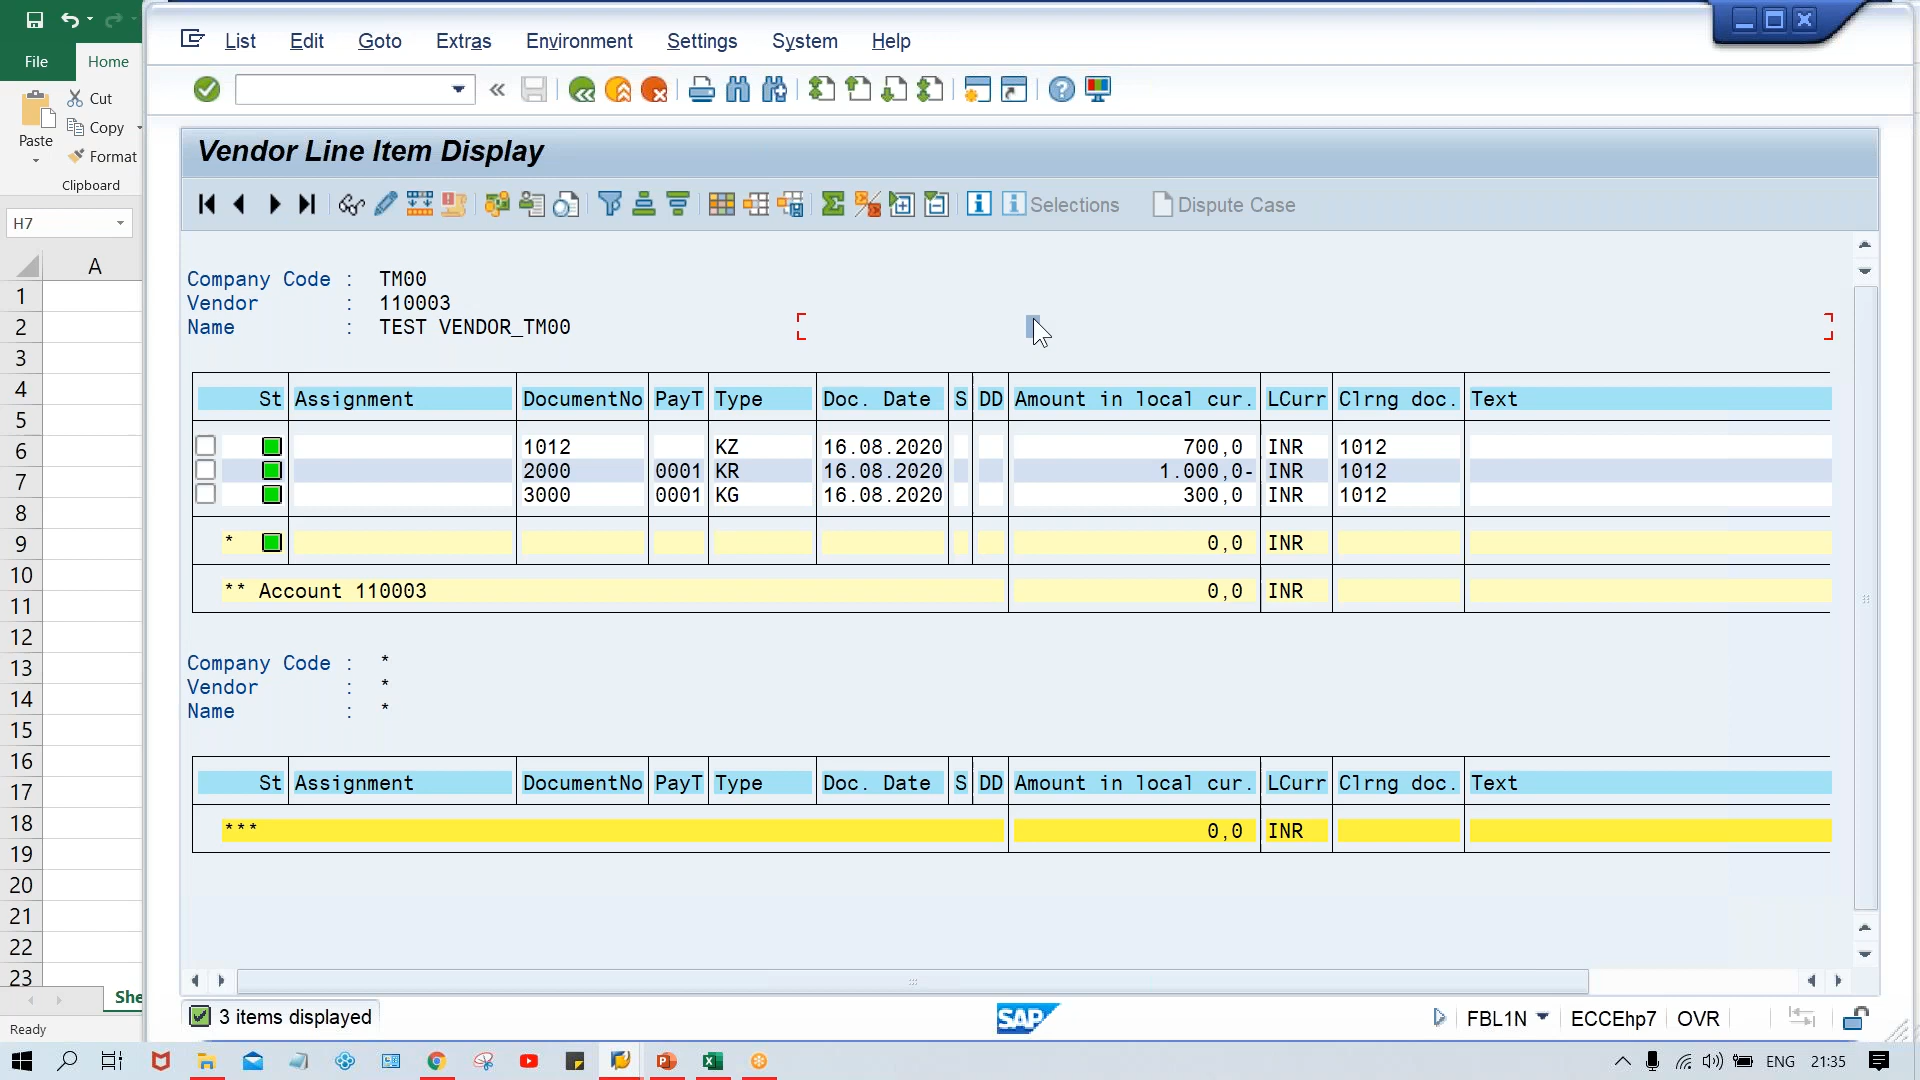 List Edit Goto Extras Environment Settings System Help
File Home
Cut
Copy
Paste
Format
Clipboard
Vendor Line Item Display
Selections Dispute Case
H7
A
Company Code : TM00
Vendor : 110003
Name : TEST VENDOR_TM00
St Assignment DocumentNo PayT Type Doc. Date S DD Amount in local cur. LCurr Clrng doc. Text
1012 KZ 16.08.2020 700,0 INR 1012
2000 0001 KR 16.08.2020 1.000,0- INR 1012
3000 0001 KG 16.08.2020 300,0 INR 1012
* 0,0 INR
** Account 110003 0,0 INR
Company Code : *
Vendor : *
Name : *
St Assignment DocumentNo PayT Type Doc. Date S DD Amount in local cur. LCurr Clrng doc. Text
*** 0,0 INR
1
2
3
4
5
6
7
8
9
10
11
12
13
14
15
16
17
18
19
20
21
22
23
She
3 items displayed SAP FBL1N ECCEhp7 OVR
Ready
ENG 21:35